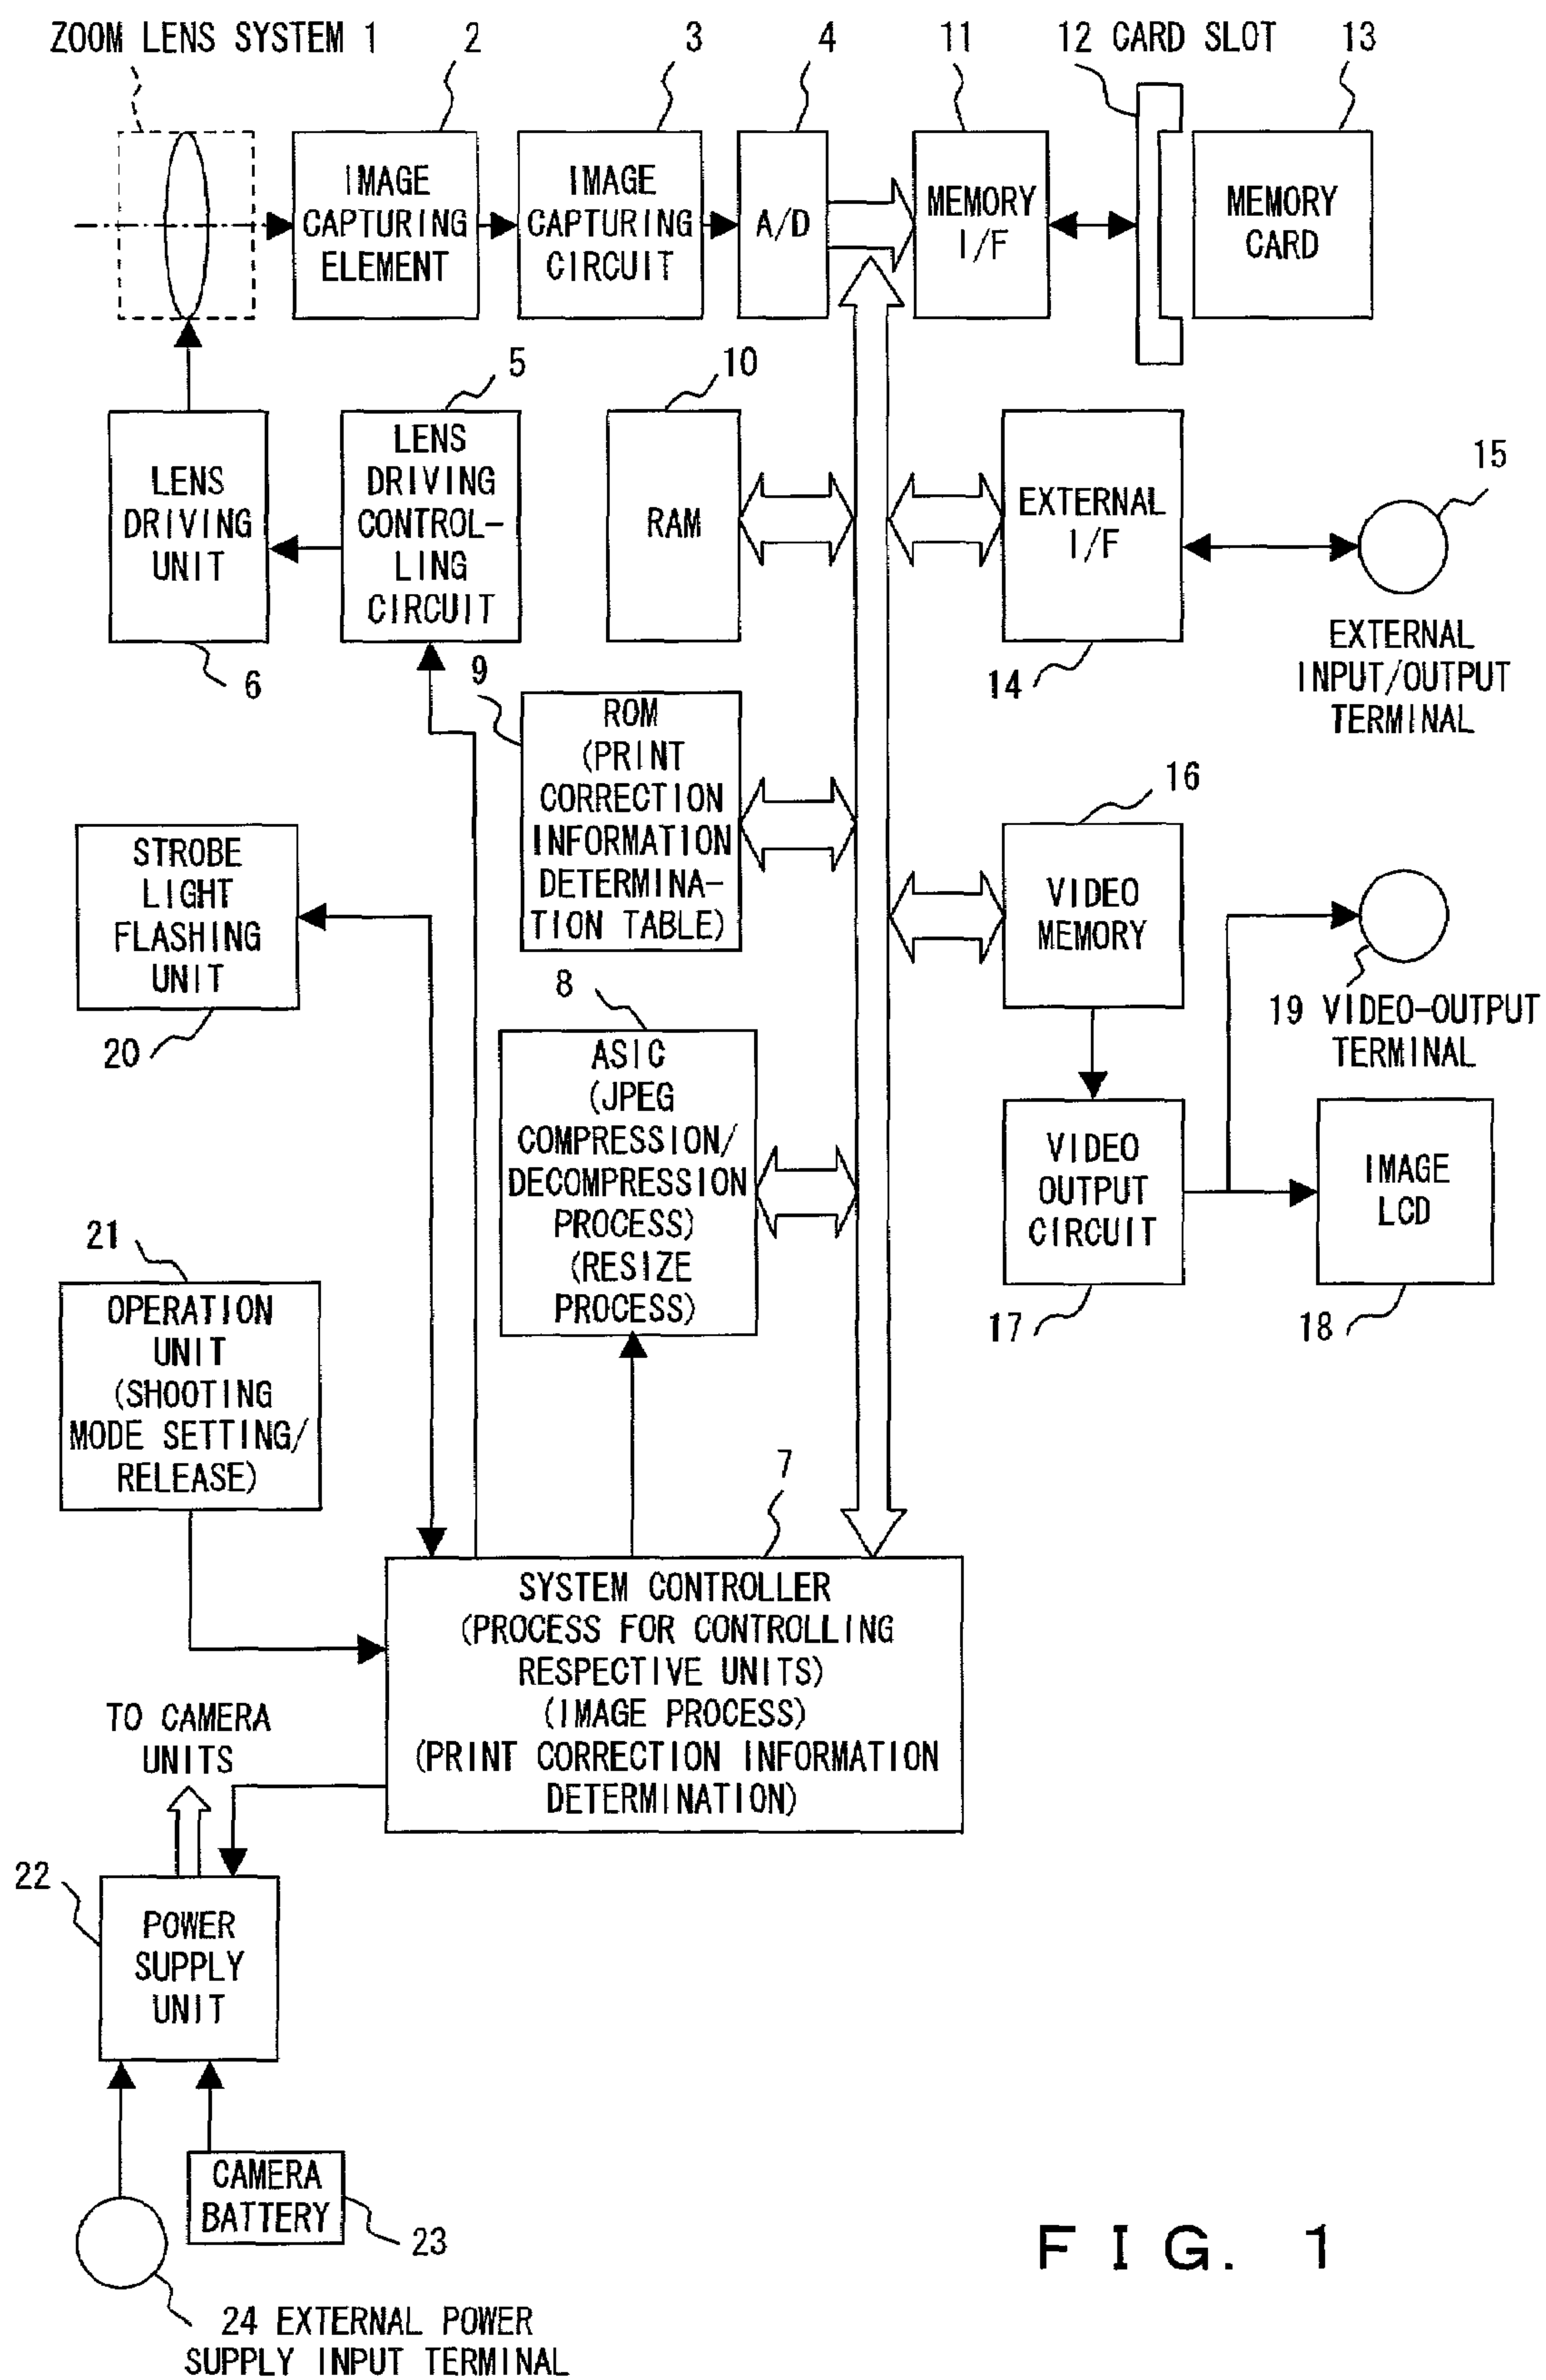 ZOOM LENS SYSTEM 1
2
3
4
11
12 CARD SLOT
13
IMAGE
CAPTURING
ELEMENT
IMAGE
CAPTURING
CIRCUIT
A/D
MEMORY
I/F
MEMORY
CARD
5
10
15
LENS
DRIVING
UNIT
LENS
DRIVING
CONTROL-
LING
CIRCUIT
RAM
EXTERNAL
I/F
6
9
14
EXTERNAL
INPUT/OUTPUT
TERMINAL
ROM
(PRINT
CORRECTION
INFORMATION
DETERMINA-
TION TABLE)
16
STROBE
LIGHT
FLASHING
UNIT
VIDEO
MEMORY
20
8
19 VIDEO-OUTPUT
TERMINAL
ASIC
(JPEG
COMPRESSION/
DECOMPRESSION
PROCESS)
(RESIZE
PROCESS)
VIDEO
OUTPUT
CIRCUIT
IMAGE
LCD
21
17
18
OPERATION
UNIT
(SHOOTING
MODE SETTING/
RELEASE)
7
SYSTEM CONTROLLER
(PROCESS FOR CONTROLLING
RESPECTIVE UNITS)
(IMAGE PROCESS)
(PRINT CORRECTION INFORMATION
DETERMINATION)
TO CAMERA
UNITS
22
POWER
SUPPLY
UNIT
CAMERA
BATTERY
23
24 EXTERNAL POWER
SUPPLY INPUT TERMINAL
FIG. 1